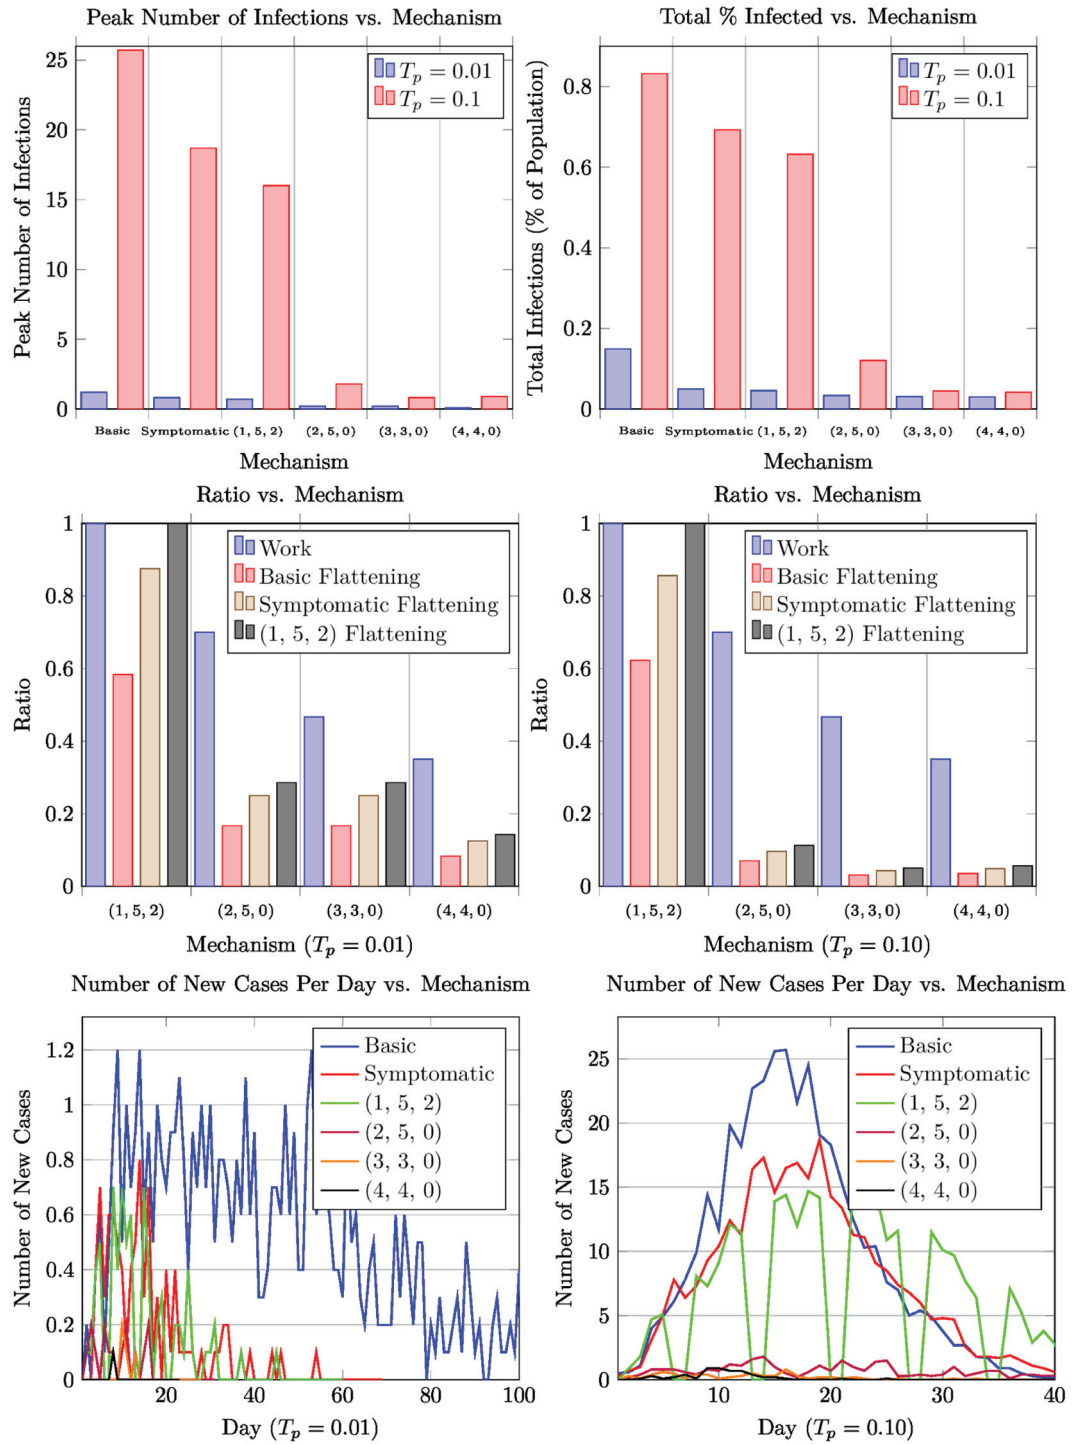 Peak Number of Infections vs. Mechanism
Peak Number of Infections
25
20
15
10
5
0
T_p = 0.01
T_p = 0.1
Basic Symptomatic (1, 5, 2) (2, 5, 0) (3, 3, 0) (4, 4, 0)
Mechanism
Total % Infected vs. Mechanism
Total Infections (% of Population)
0.8
0.6
0.4
0.2
0
T_p = 0.01
T_p = 0.1
Basic Symptomatic (1, 5, 2) (2, 5, 0) (3, 3, 0) (4, 4, 0)
Mechanism
Ratio vs. Mechanism
Ratio
1
0.8
0.6
0.4
0.2
0
Work
Basic Flattening
Symptomatic Flattening
(1, 5, 2) Flattening
(1, 5, 2) (2, 5, 0) (3, 3, 0) (4, 4, 0)
Mechanism (T_p = 0.01)
Ratio vs. Mechanism
Ratio
1
0.8
0.6
0.4
0.2
0
Work
Basic Flattening
Symptomatic Flattening
(1, 5, 2) Flattening
(1, 5, 2) (2, 5, 0) (3, 3, 0) (4, 4, 0)
Mechanism (T_p = 0.10)
Number of New Cases Per Day vs. Mechanism
Number of New Cases
1.2
1
0.8
0.6
0.4
0.2
0
Basic
Symptomatic
(1, 5, 2)
(2, 5, 0)
(3, 3, 0)
(4, 4, 0)
20 40 60 80 100
Day (T_p = 0.01)
Number of New Cases Per Day vs. Mechanism
Number of New Cases
25
20
15
10
5
0
Basic
Symptomatic
(1, 5, 2)
(2, 5, 0)
(3, 3, 0)
(4, 4, 0)
10 20 30 40
Day (T_p = 0.10)